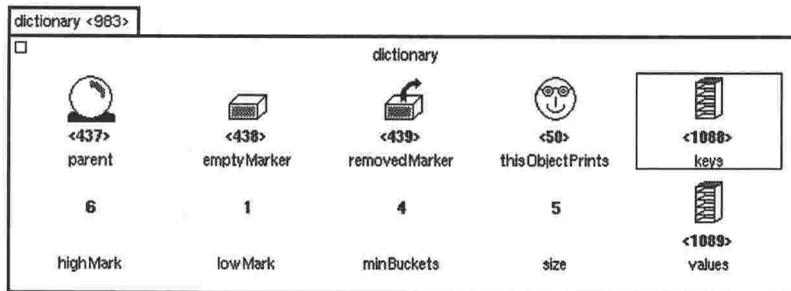 dictionary <983>
dictionary
<437> <438> <439> <50> <1088>
parent emptyMarker removedMarker thisObjectPrints keys
6 1 4 5
<1089>
highMark lowMark minBuckets size values